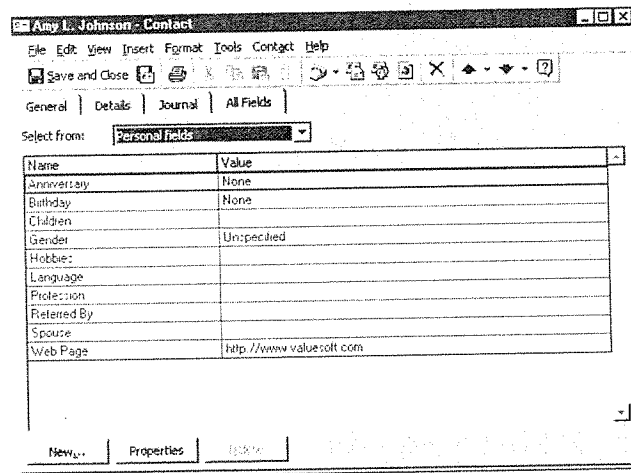 Amy L. Johnson - Contact
File Edit View Insert Format Tools Contact Help
Save and Close
General Details Journal All Fields
Select from: Personal fields
Name Value
Anniversary None
Birthday None
Children
Gender Unspecified
Hobbies
Language
Profession
Referred By
Spouse
Web Page http://www.valuesoft.com
New... Properties